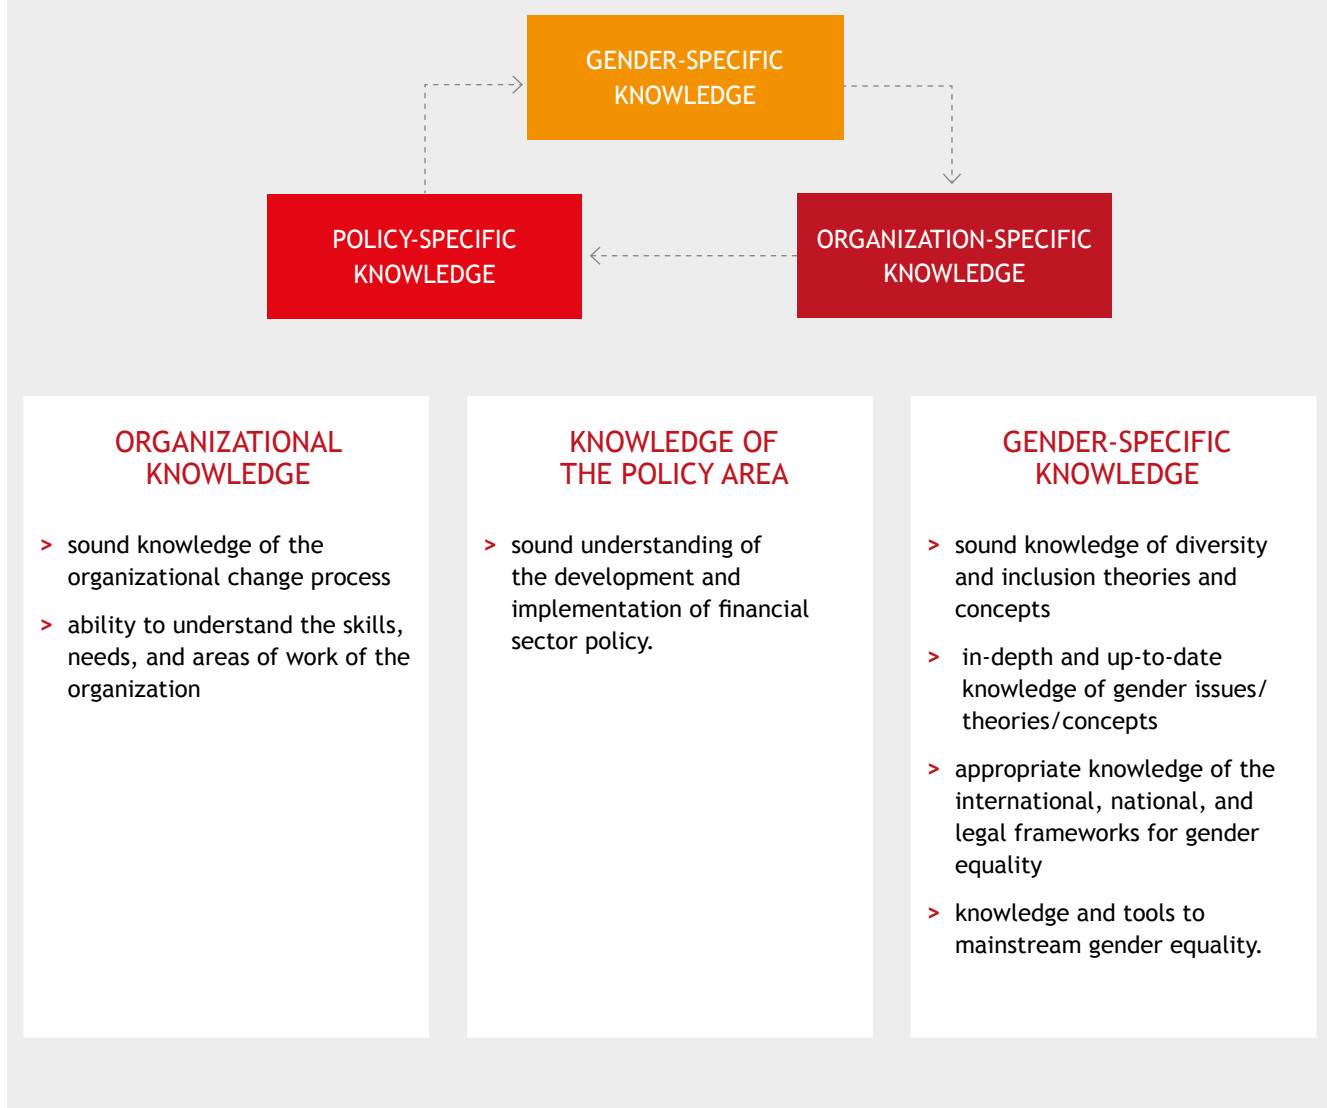 GENDER-SPECIFIC
KNOWLEDGE
POLICY-SPECIFIC
KNOWLEDGE
ORGANIZATION-SPECIFIC
KNOWLEDGE
ORGANIZATIONAL
KNOWLEDGE
> sound knowledge of the
organizational change process
> ability to understand the skills,
needs, and areas of work of the
organization
KNOWLEDGE OF
THE POLICY AREA
> sound understanding of
the development and
implementation of financial
sector policy.
GENDER-SPECIFIC
KNOWLEDGE
> sound knowledge of diversity
and inclusion theories and
concepts
> in-depth and up-to-date
knowledge of gender issues/
theories/concepts
> appropriate knowledge of the
international, national, and
legal frameworks for gender
equality
> knowledge and tools to
mainstream gender equality.